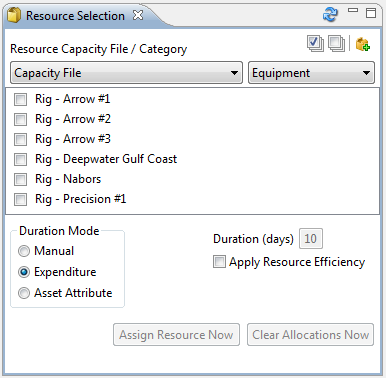 Resource Selection
Resource Capacity File / Category
Capacity File Equipment
Rig - Arrow #1
Rig - Arrow #2
Rig - Arrow #3
Rig - Deepwater Gulf Coast
Rig - Nabors
Rig - Precision #1
Duration Mode
Manual
Expenditure
Asset Attribute
Duration (days) 10
Apply Resource Efficiency
Assign Resource Now Clear Allocations Now